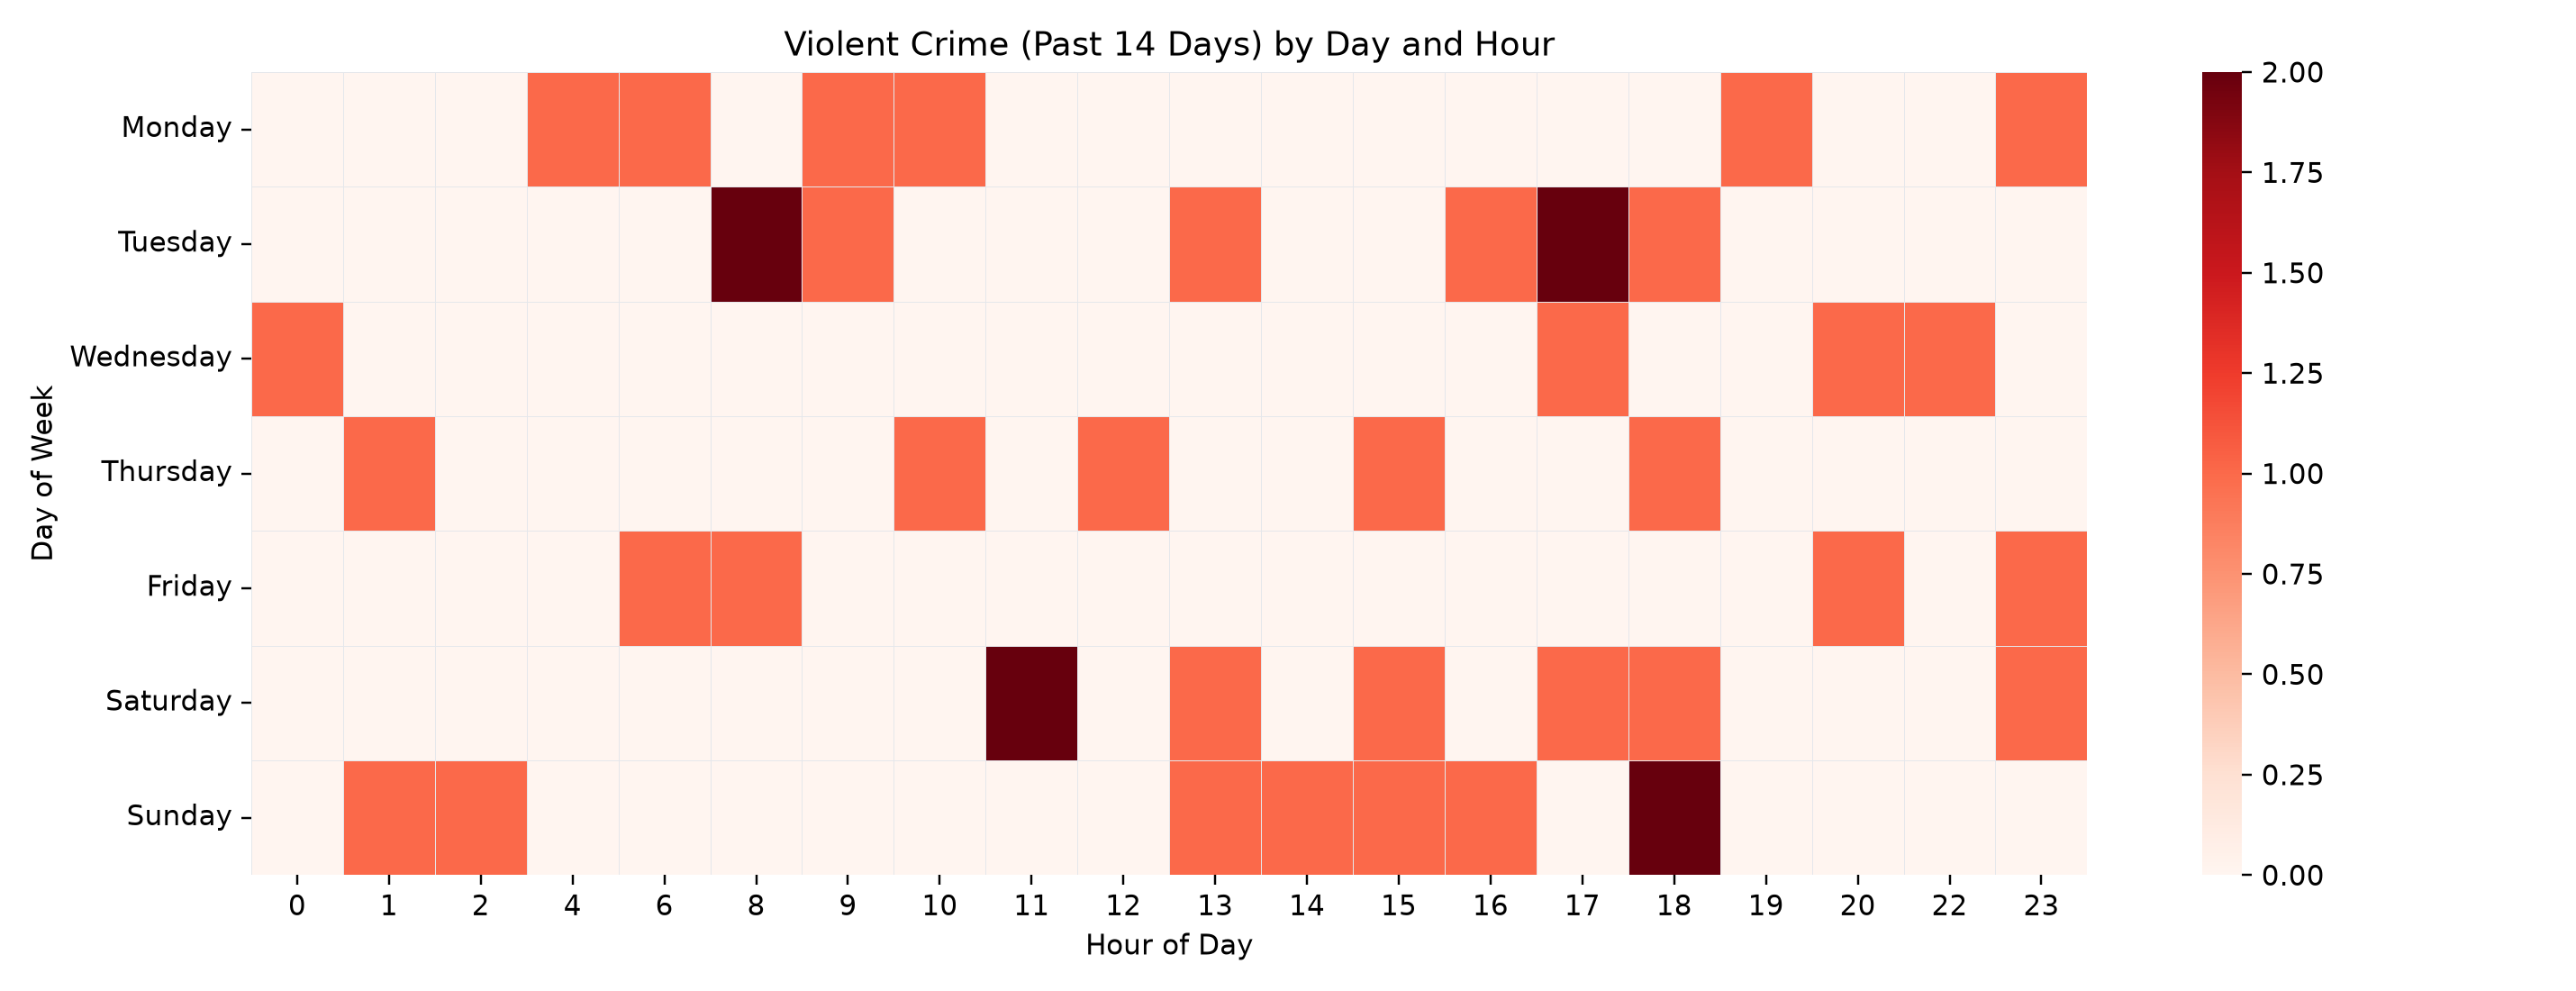 Violent Crime (Past 14 Days) by Day and Hour
Day of Week
Monday
Tuesday
Wednesday
Thursday
Friday
Saturday
Sunday
0 1 2 4 6 8 9 10 11 12 13 14 15 16 17 18 19 20 22 23
Hour of Day
2.00
1.75
1.50
1.25
1.00
0.75
0.50
0.25
0.00